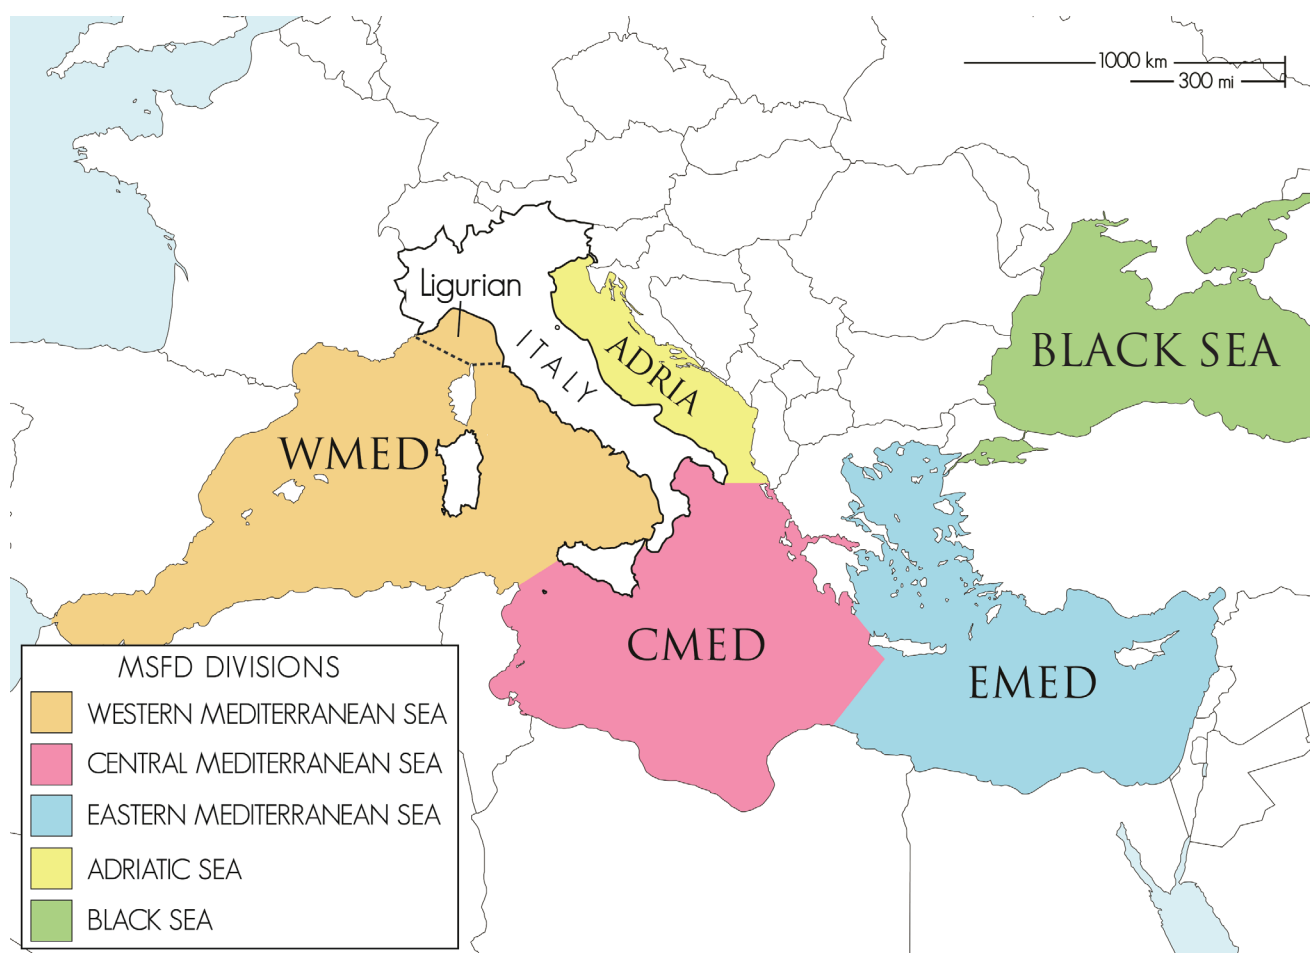 1000 km
300 mi
Ligurian
ITALY
ADRIA
BLACK SEA
WMED
CMED
EMED
MSFD DIVISIONS
WESTERN MEDITERRANEAN SEA
CENTRAL MEDITERRANEAN SEA
EASTERN MEDITERRANEAN SEA
ADRIATIC SEA
BLACK SEA